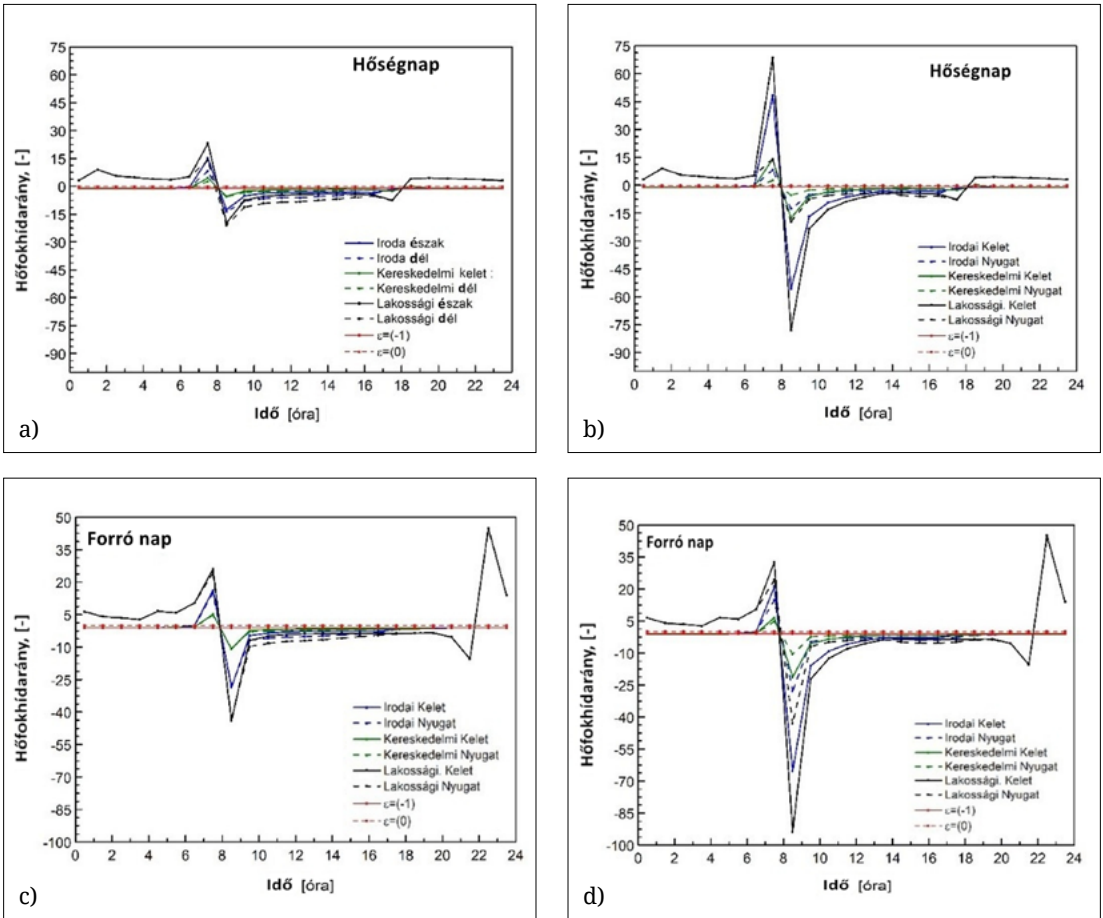 75
60
45
30
15
0
-15
-30
-45
-60
-75
-90
Hőségnap
Hőfokhídarány, [-]
Iroda észak
Iroda dél
Kereskedelmi kelet :
Kereskedelmi dél
Lakossági észak
Lakossági dél
ε=(-1)
ε=(0)
0 2 4 6 8 10 12 14 16 18 20 22 24
Idő [óra]
a)
75
60
45
30
15
0
-15
-30
-45
-60
-75
-90
Hőségnap
Hőfokhídarány, [-]
Irodai Kelet
Irodai Nyugat
Kereskedelmi Kelet
Kereskedelmi Nyugat
Lakossági. Kelet
Lakossági Nyugat
ε=(-1)
ε=(0)
0 2 4 6 8 10 12 14 16 18 20 22 24
Idő [óra]
b)
50
35
20
5
-10
-25
-40
-55
-70
-85
-100
Forró nap
Hőfokhídarány, [-]
Irodai Kelet
Irodai Nyugat
Kereskedelmi Kelet
Kereskedelmi Nyugat
Lakossági. Kelet
Lakossági Nyugat
ε=(-1)
ε=(0)
0 2 4 6 8 10 12 14 16 18 20 22 24
Idő [óra]
c)
50
35
20
5
-10
-25
-40
-55
-70
-85
-100
Forró nap
Hőfokhídarány, [-]
Irodai Kelet
Irodai Nyugat
Kereskedelmi Kelet
Kereskedelmi Nyugat
Lakossági. Kelet
Lakossági Nyugat
ε=(-1)
ε=(0)
0 2 4 6 8 10 12 14 16 18 20 22 24
Idő [óra]
d)